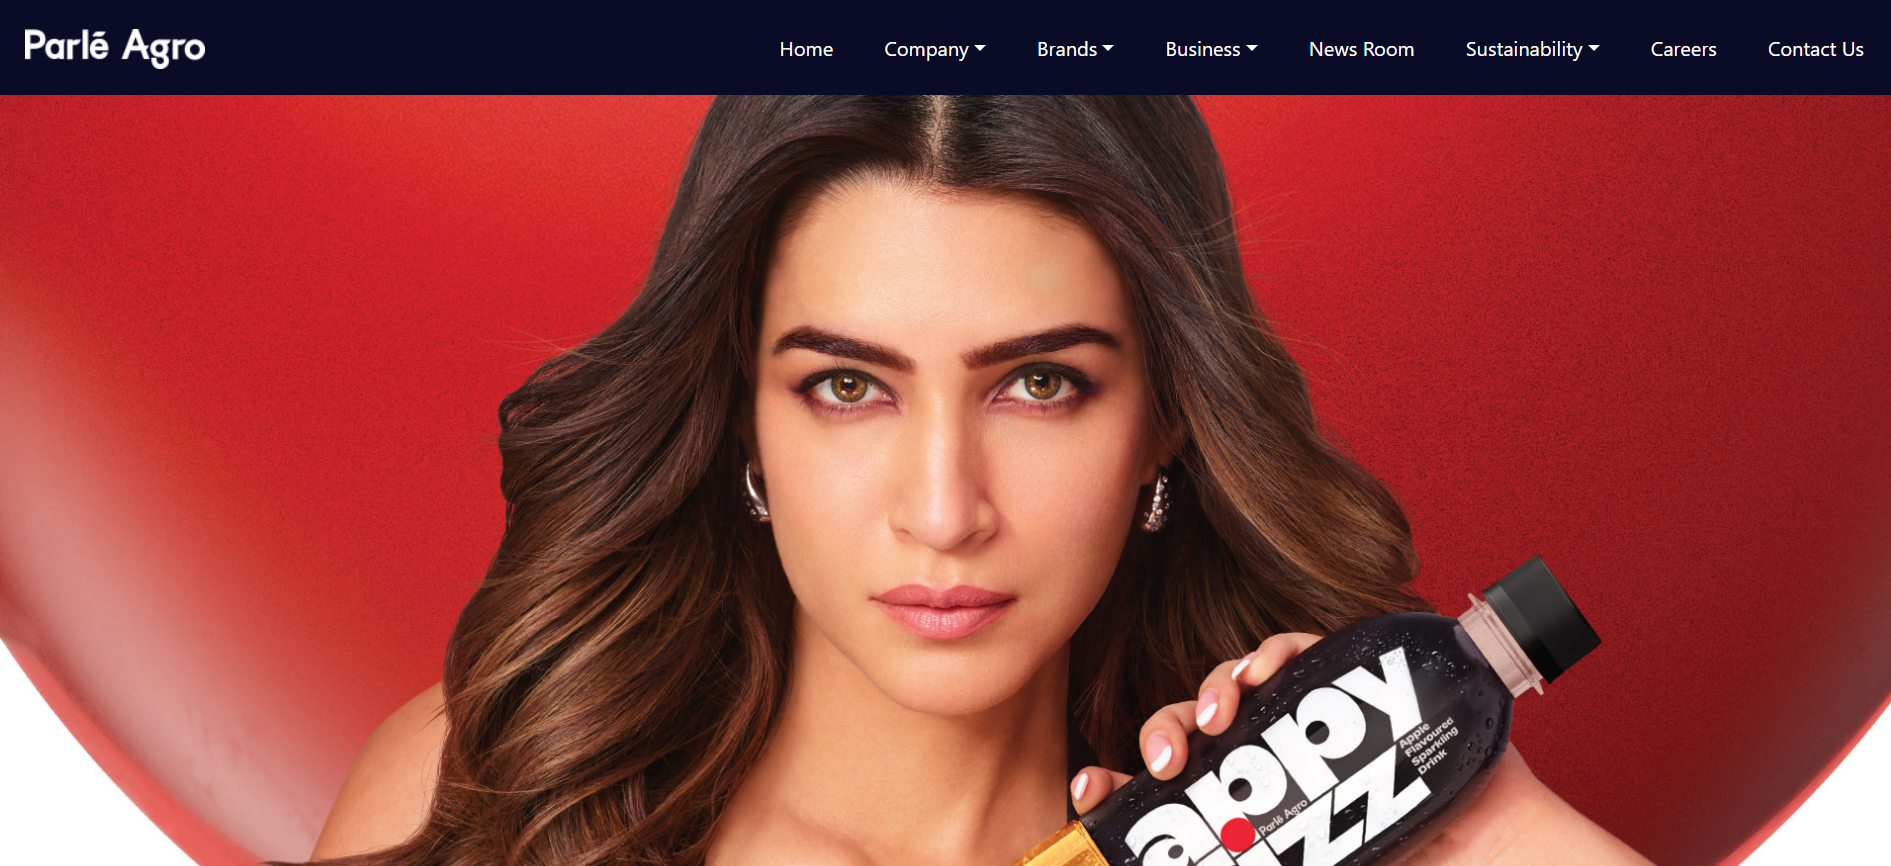 Parlé Agro
Home Company Brands Business News Room Sustainability Careers Contact Us
appy
fizz
Apple
Flavoured
Sparkling
Drink
Parlé Agro